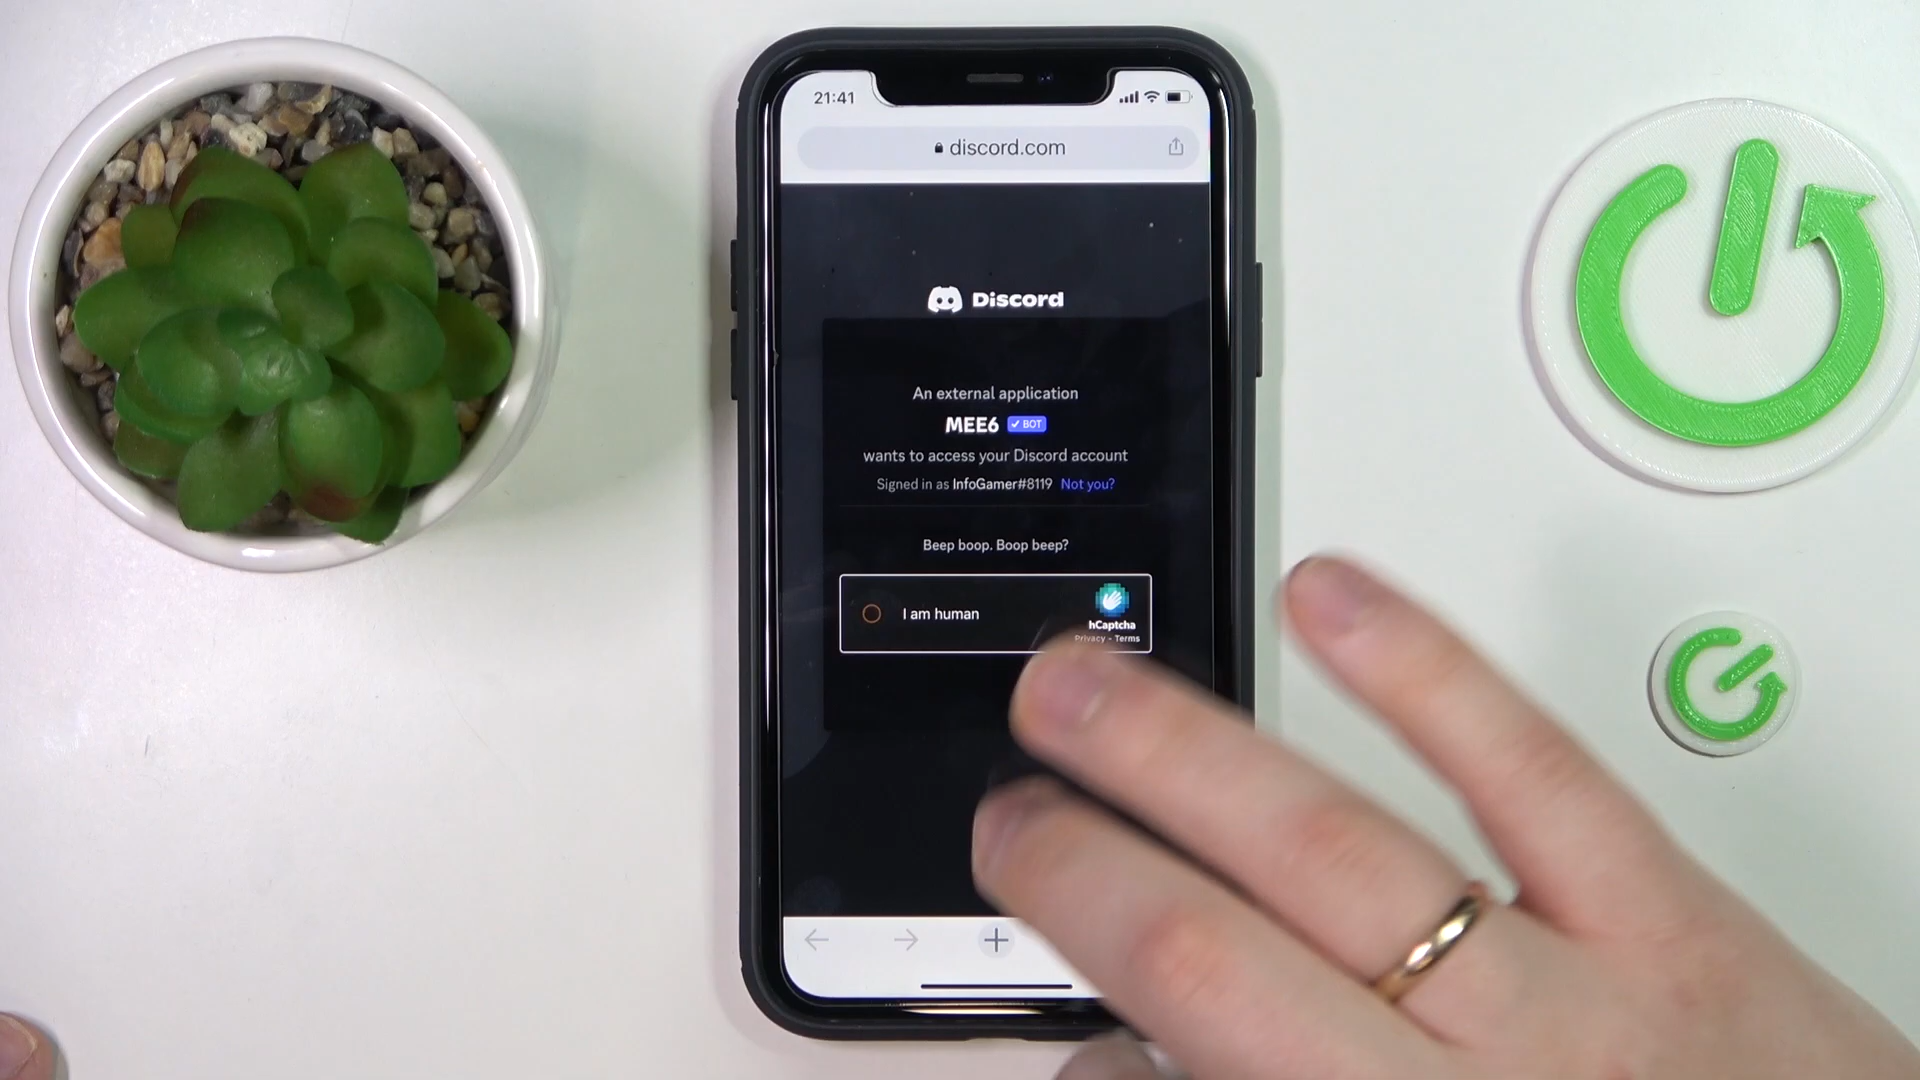 21:41
discord.com
Discord
An external application
MEE6 ✓ BOT
wants to access your Discord account
Signed in as InfoGamer#8119 Not you?
Beep boop. Boop beep?
I am human
hCaptcha
Privacy - Terms